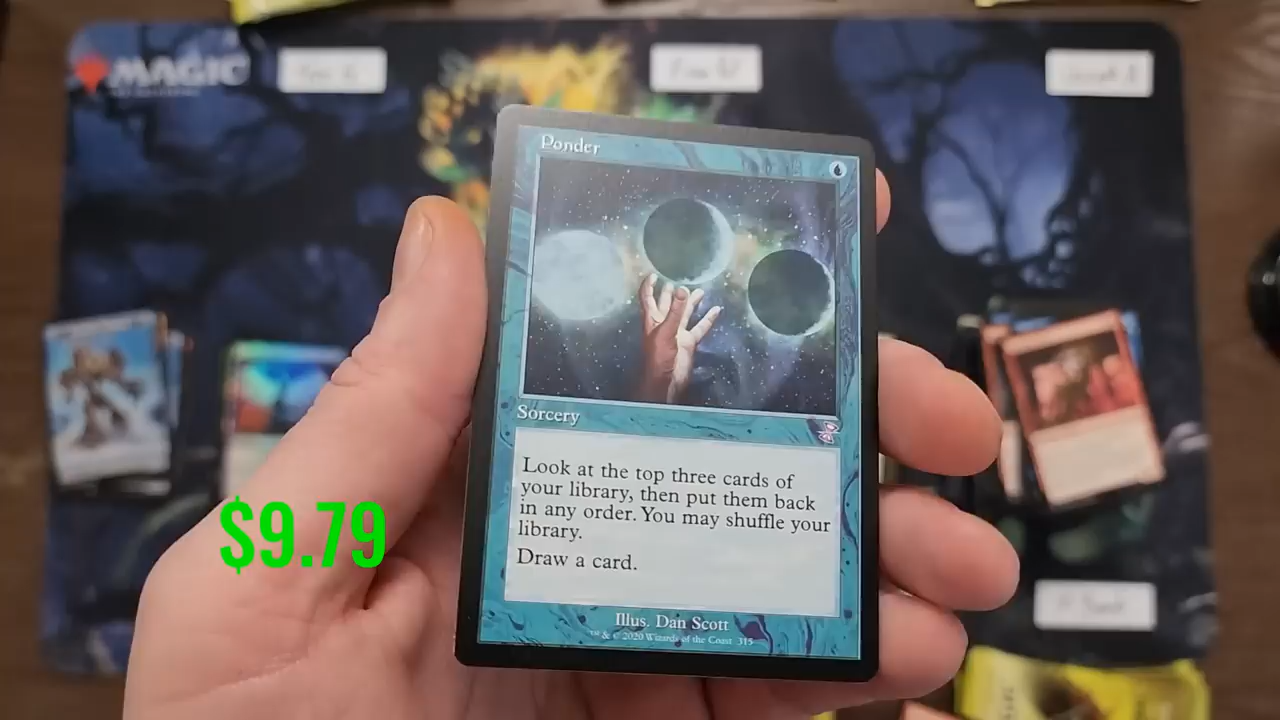 MAGIC
Ponder
Sorcery
Look at the top three cards of
your library, then put them back
in any order. You may shuffle your
library.
Draw a card.
$9.79
Illus. Dan Scott
™ & © 2020 Wizards of the Coast 315